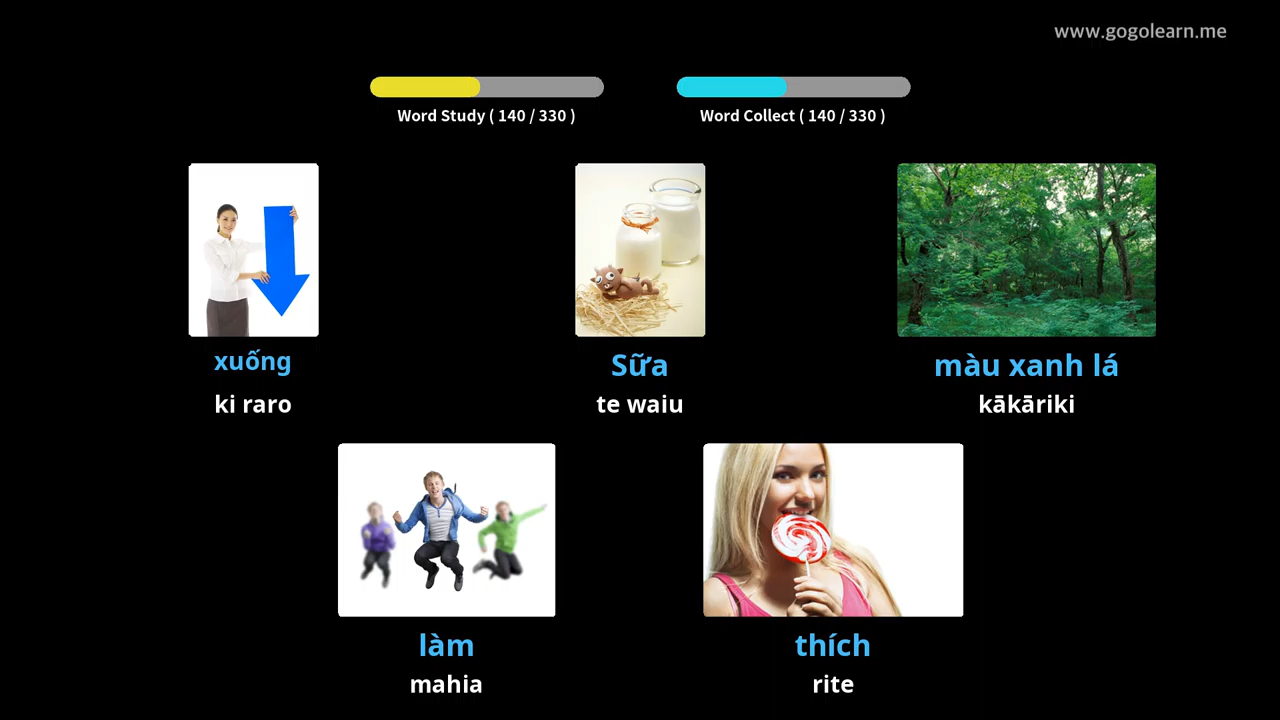 www.gogolearn.me
Word Study ( 140 / 330 )
Word Collect ( 140 / 330 )
xuống
ki raro
Sữa
te waiu
màu xanh lá
kākāriki
làm
mahia
thích
rite